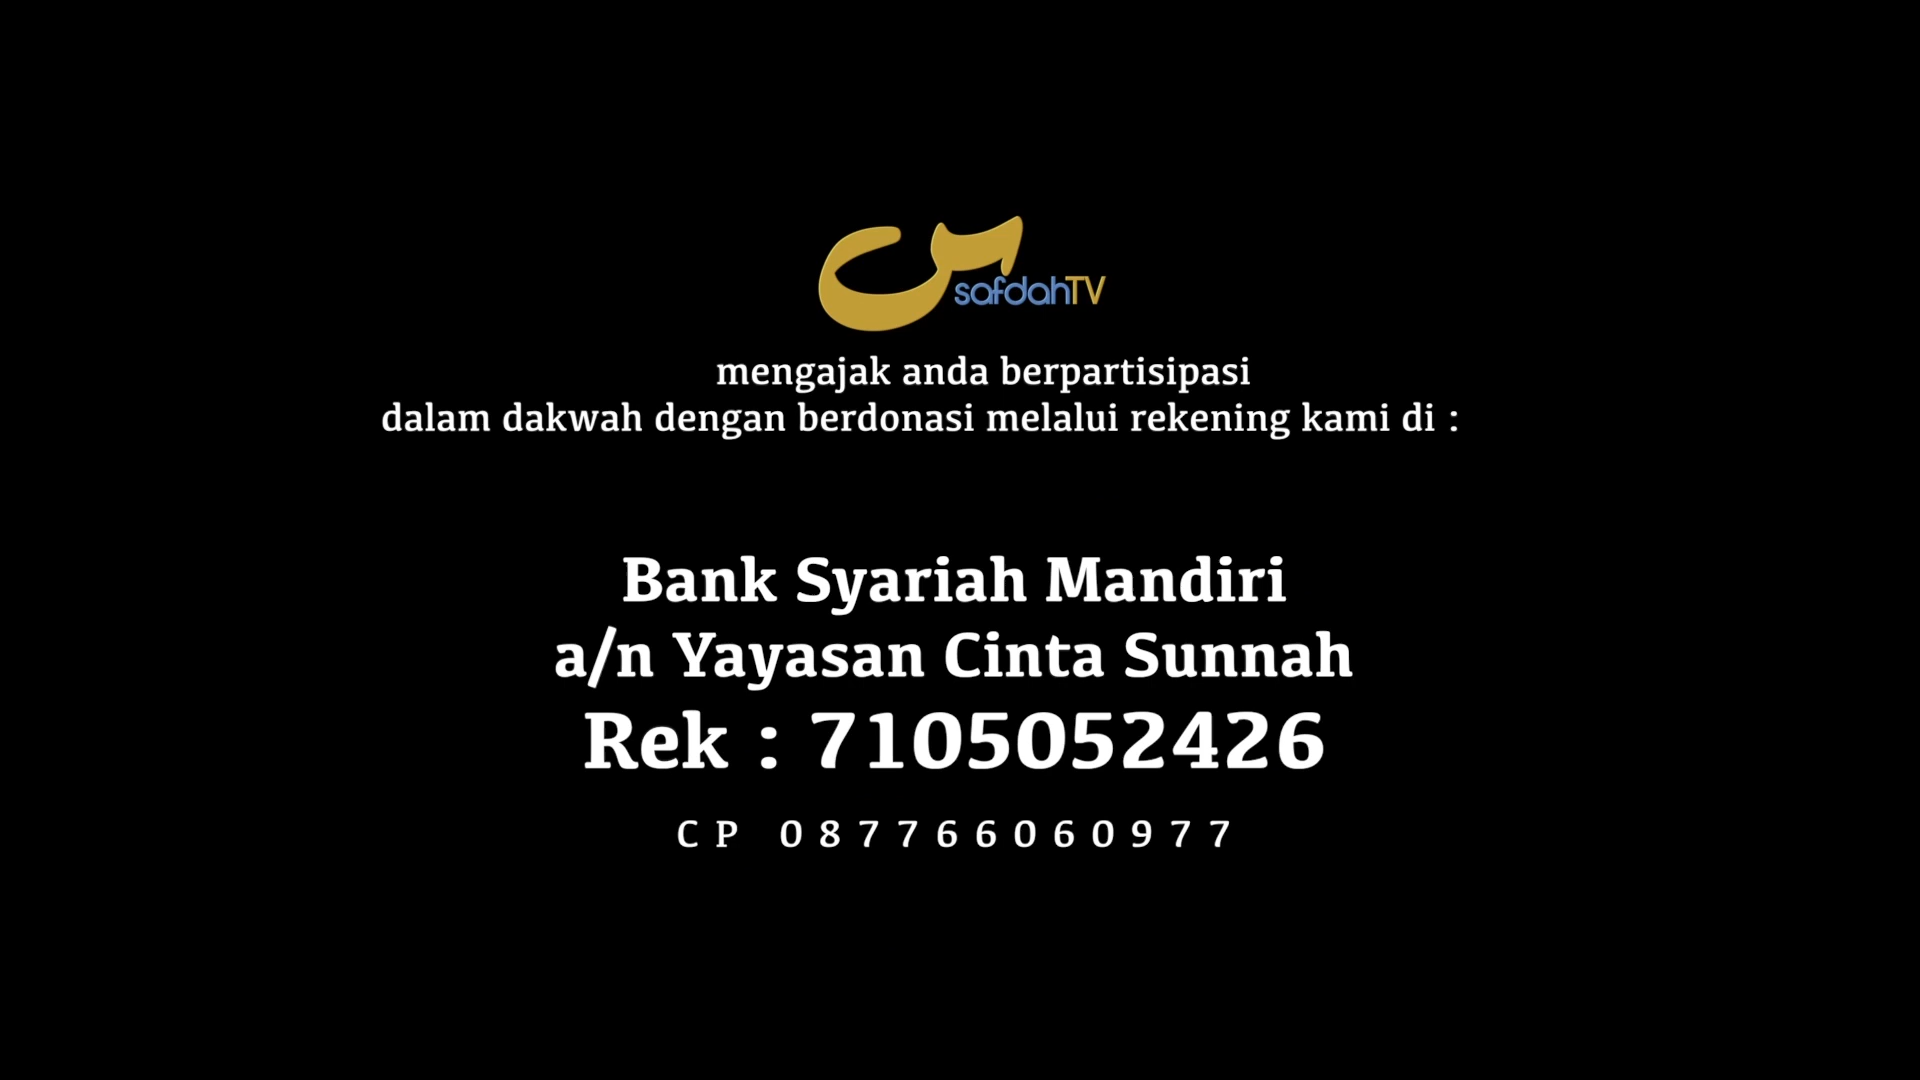 safdahTV
mengajak anda berpartisipasi
dalam dakwah dengan berdonasi melalui rekening kami di :
Bank Syariah Mandiri
a/n Yayasan Cinta Sunnah
Rek : 7105052426
CP 087766060977